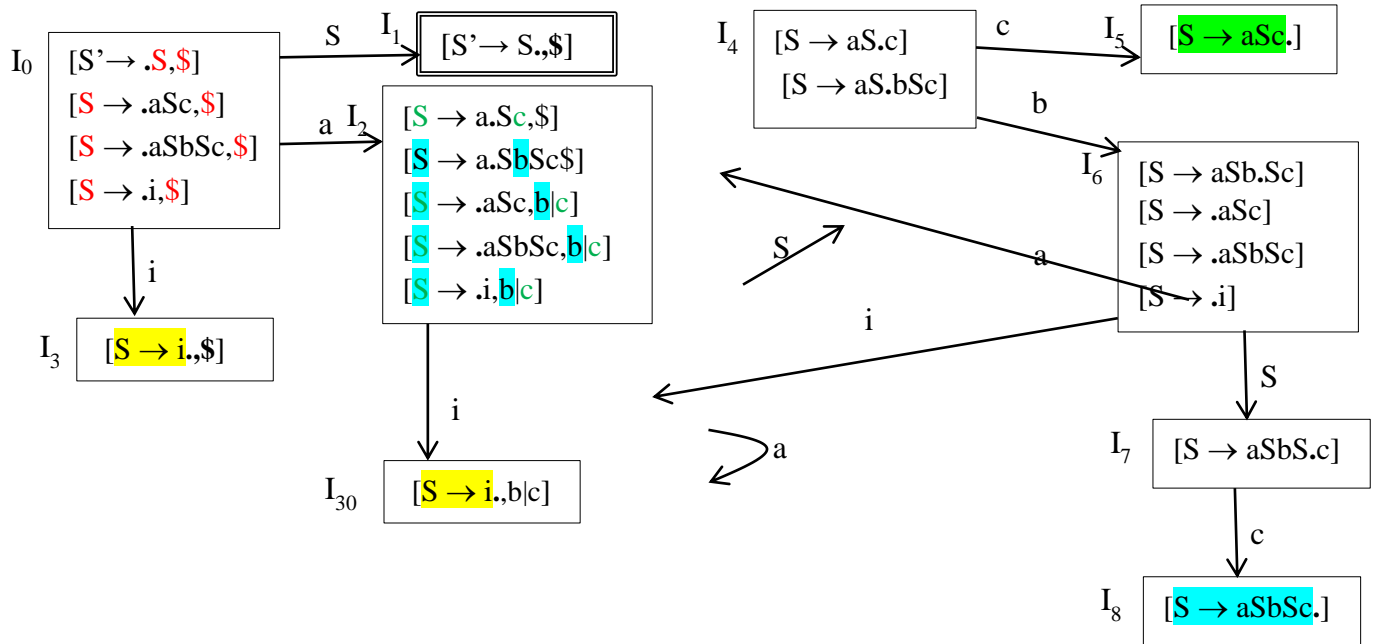 I0
[S’→ .S,$]
[S → .aSc,$]
[S → .aSbSc,$]
[S → .i,$]
S
I1
[S’→ S.,$]
a
I2
[S → a.Sc,$]
[S → a.SbSc$]
[S → .aSc,b|c]
[S → .aSbSc,b|c]
[S → .i,b|c]
i
I3
[S → i.,$]
i
I30
[S → i.,b|c]
I4
[S → aS.c]
[S → aS.bSc]
c
I5
[S → aSc.]
b
I6
[S → aSb.Sc]
[S → .aSc]
[S → .aSbSc]
[S → .i]
S
a
i
a
S
I7
[S → aSbS.c]
c
I8
[S → aSbSc.]